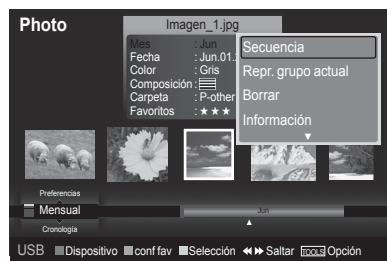 Photo
Imagen_1.jpg
Mes : Jun
Fecha : Jun.01.
Color : Gris
Composición :
Carpeta : P-other
Favoritos : ★ ★ ★
Secuencia
Repr. grupo actual
Borrar
Información
Preferencias
Mensual
Jun
Cronología
USB Dispositivo conf fav Selección Saltar TOOLS Opción